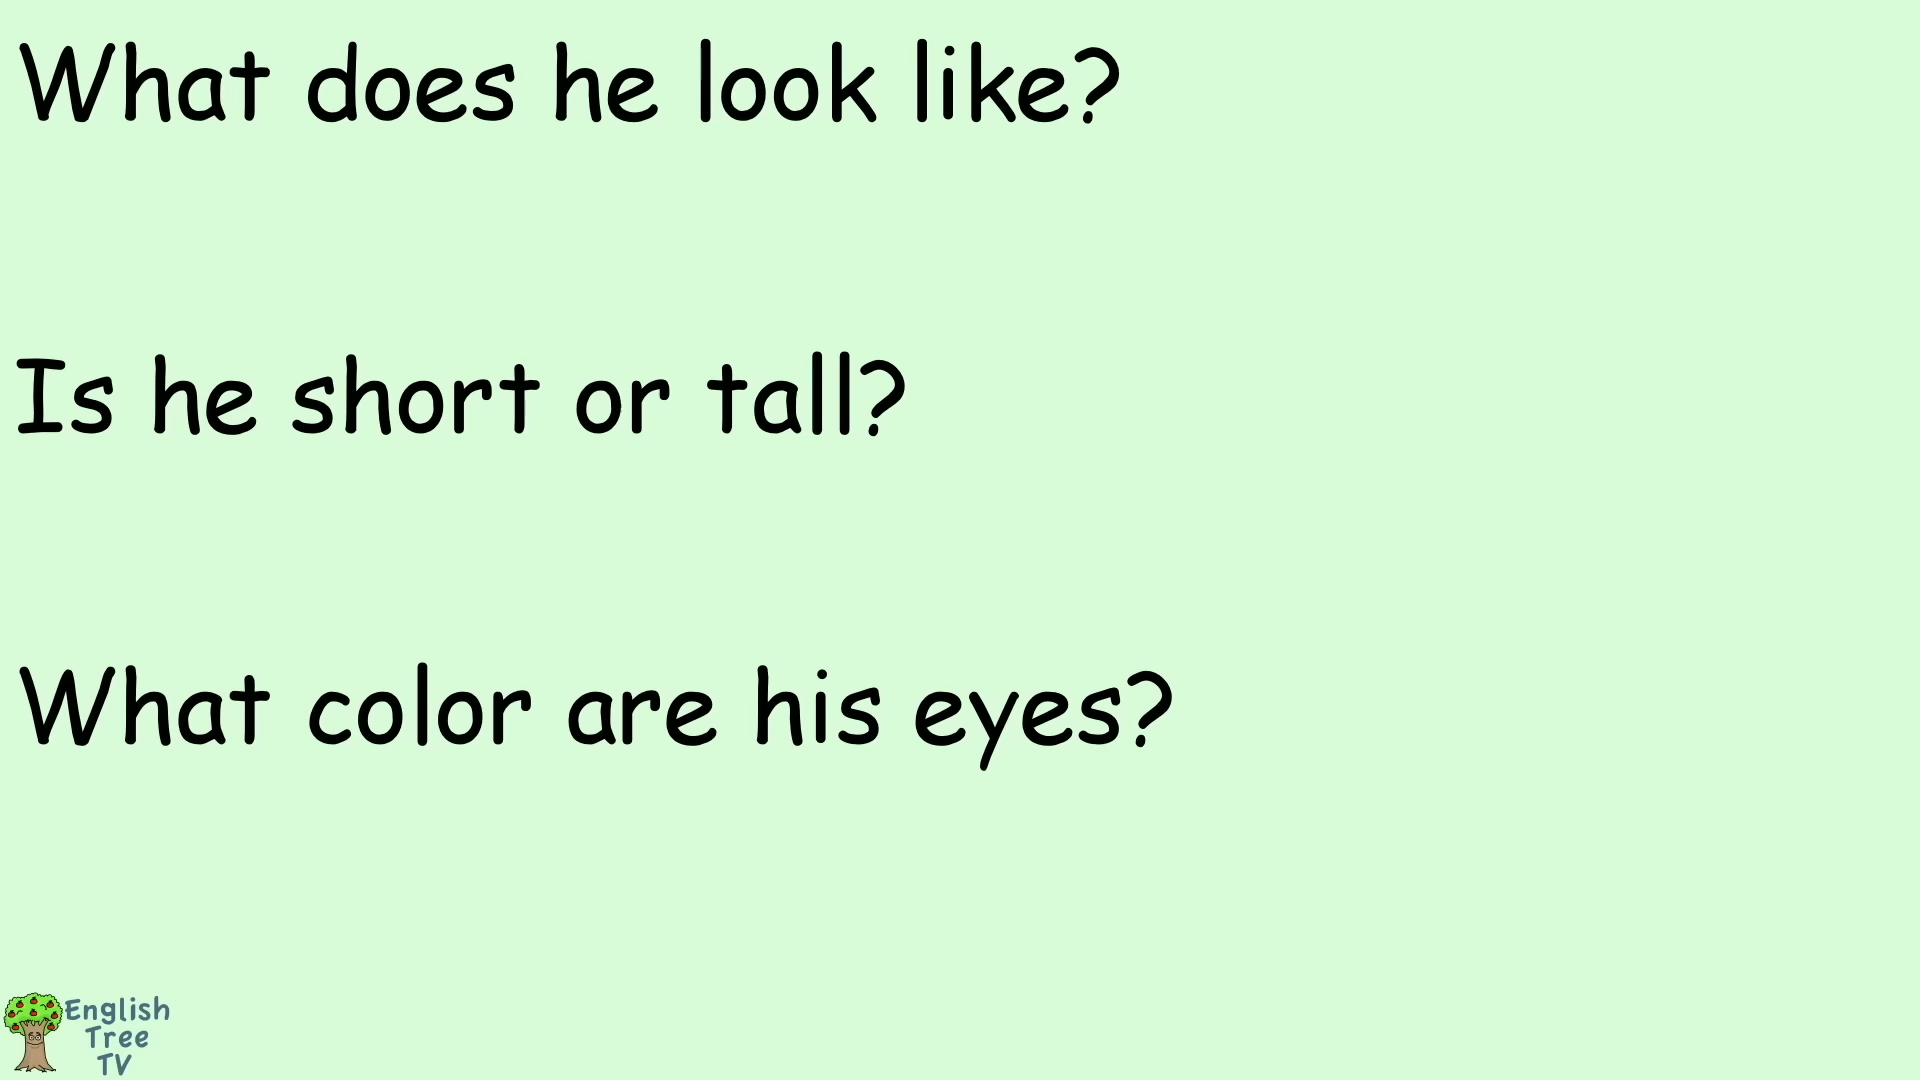 What does he look like?
Is he short or tall?
What color are his eyes?
English
Tree
TV